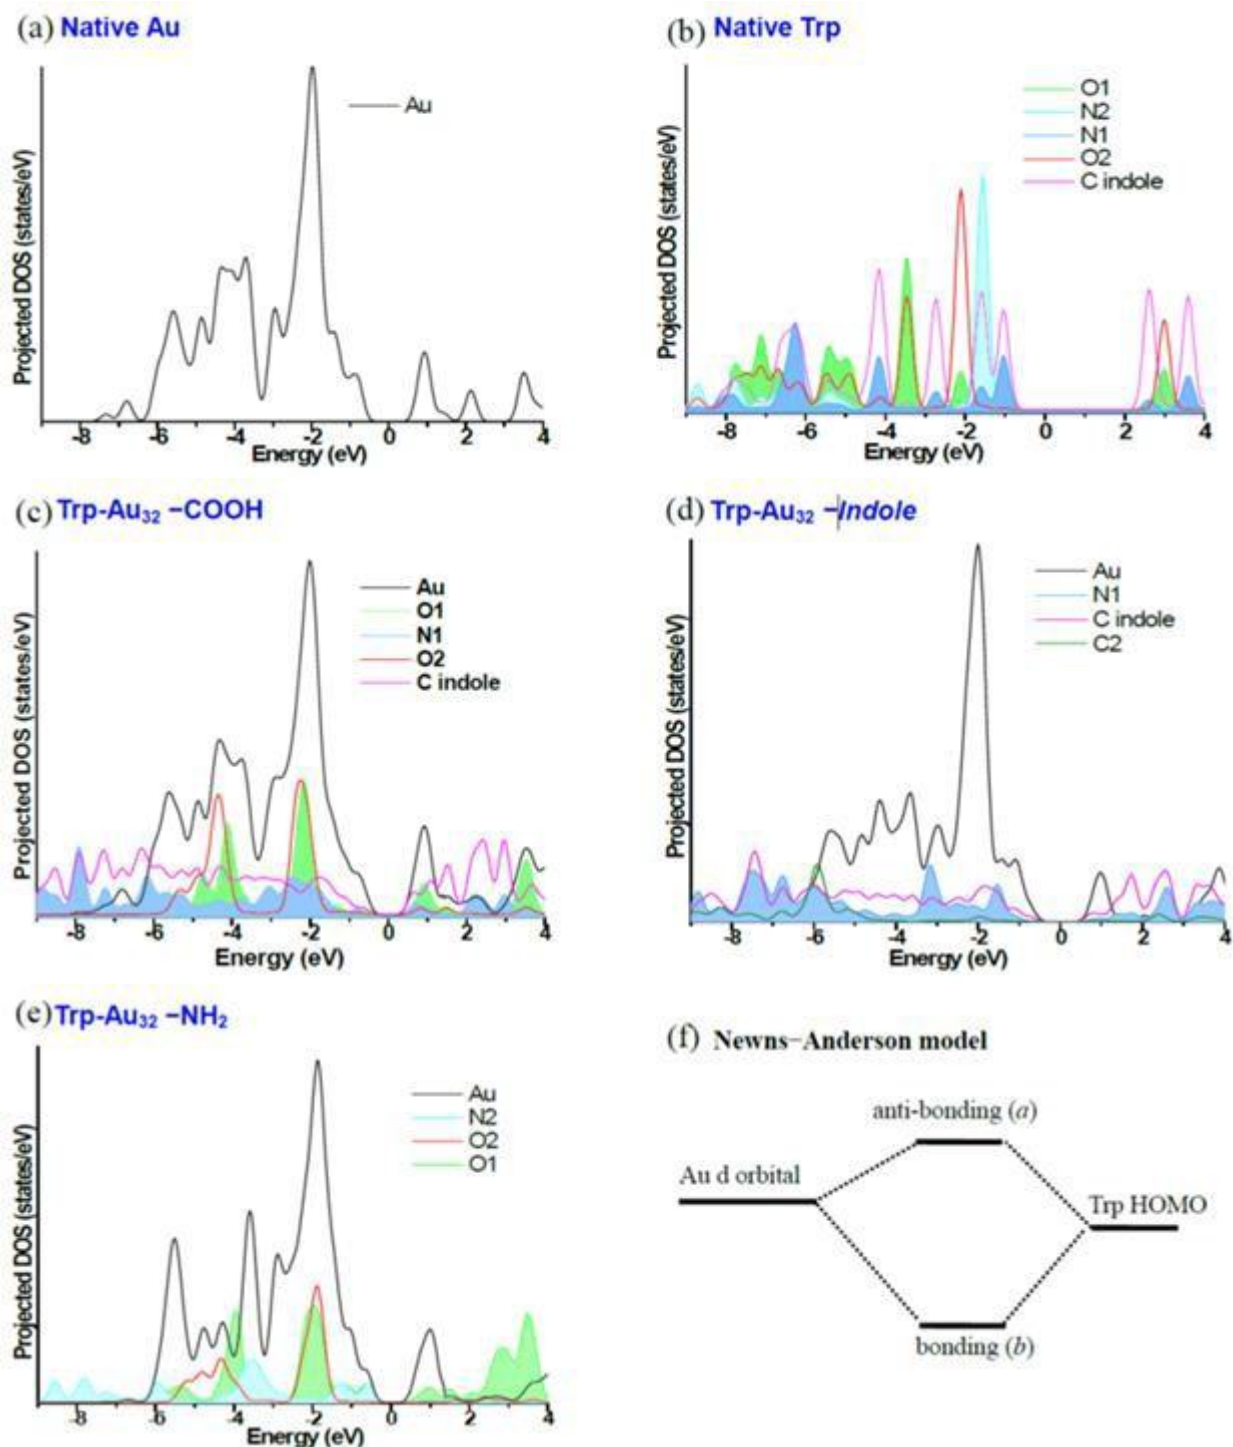 (a) Native Au
Projected DOS (states/eV)
Au
-8 -6 -4 -2 0 2 4
Energy (eV)
(b) Native Trp
Projected DOS (states/eV)
O1
N2
N1
O2
C indole
-8 -6 -4 -2 0 2 4
Energy (eV)
(c) Trp-Au₃₂ −COOH
Projected DOS (states/eV)
Au
O1
N1
O2
C indole
-8 -6 -4 -2 0 2 4
Energy (eV)
(d) Trp-Au₃₂ −Indole
Projected DOS (states/eV)
Au
N1
C indole
C2
-8 -6 -4 -2 0 2 4
Energy (eV)
(e) Trp-Au₃₂ −NH₂
Projected DOS (states/eV)
Au
N2
O2
O1
-8 -6 -4 -2 0 2 4
Energy (eV)
(f) Newns−Anderson model
anti-bonding (a)
Au d orbital
Trp HOMO
bonding (b)